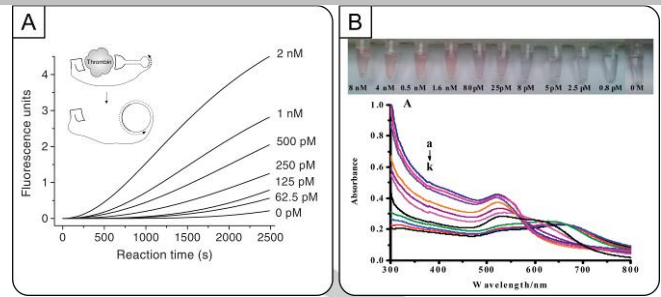 A
Fluorescence units
4
3
2
1
0
Thrombin
2 nM
1 nM
500 pM
250 pM
125 pM
62.5 pM
0 pM
0 500 1000 1500 2000 2500
Reaction time (s)
B
8 nM 4 nM 0.5 nM 1.6 nM 80 pM 25pM 8 pM 5 pM 2.5 pM 0.8 pM 0 M
A
a
k
Absorbance
1.0
0.8
0.6
0.4
0.2
0.0
300 400 500 600 700 800
Wavelength/nm